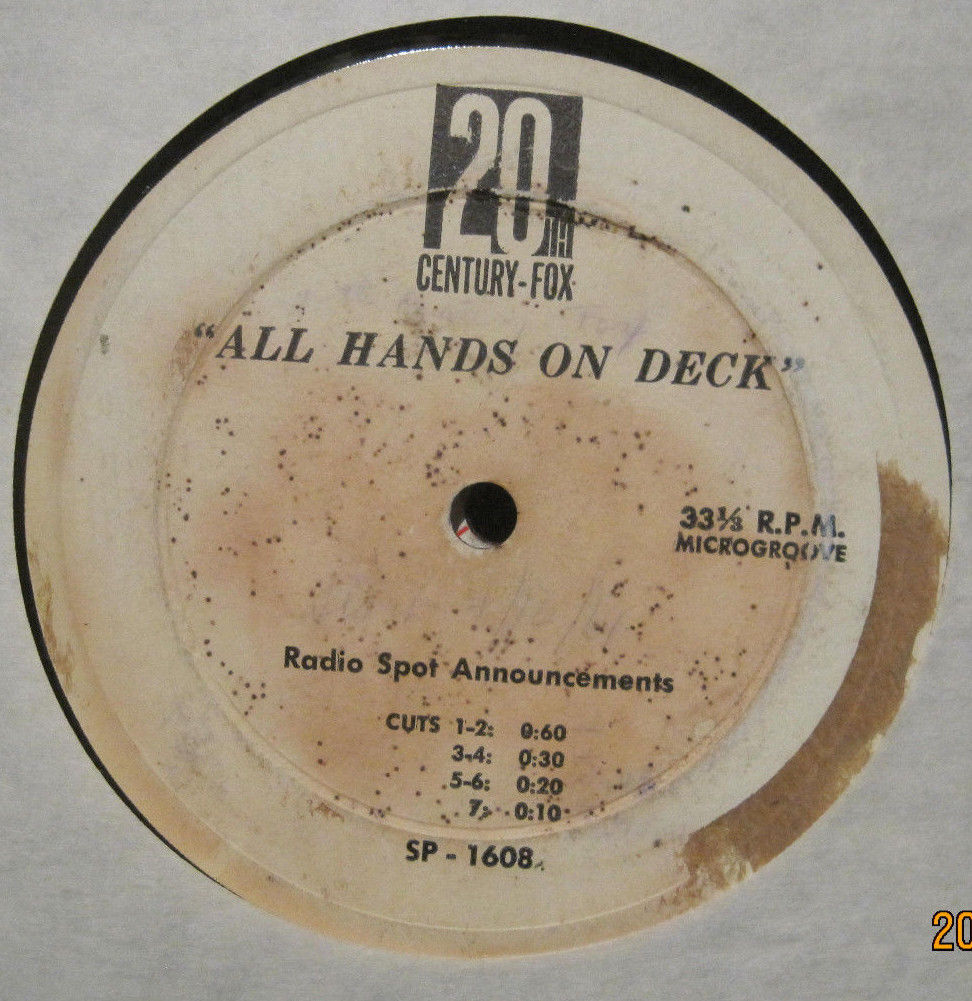 20th
CENTURY-FOX
"ALL HANDS ON DECK"
33⅓ R.P.M.
MICROGROOVE
Radio Spot Announcements
CUTS 1-2: 0:60
3-4: 0:30
5-6: 0:20
7: 0:10
SP - 1608
20